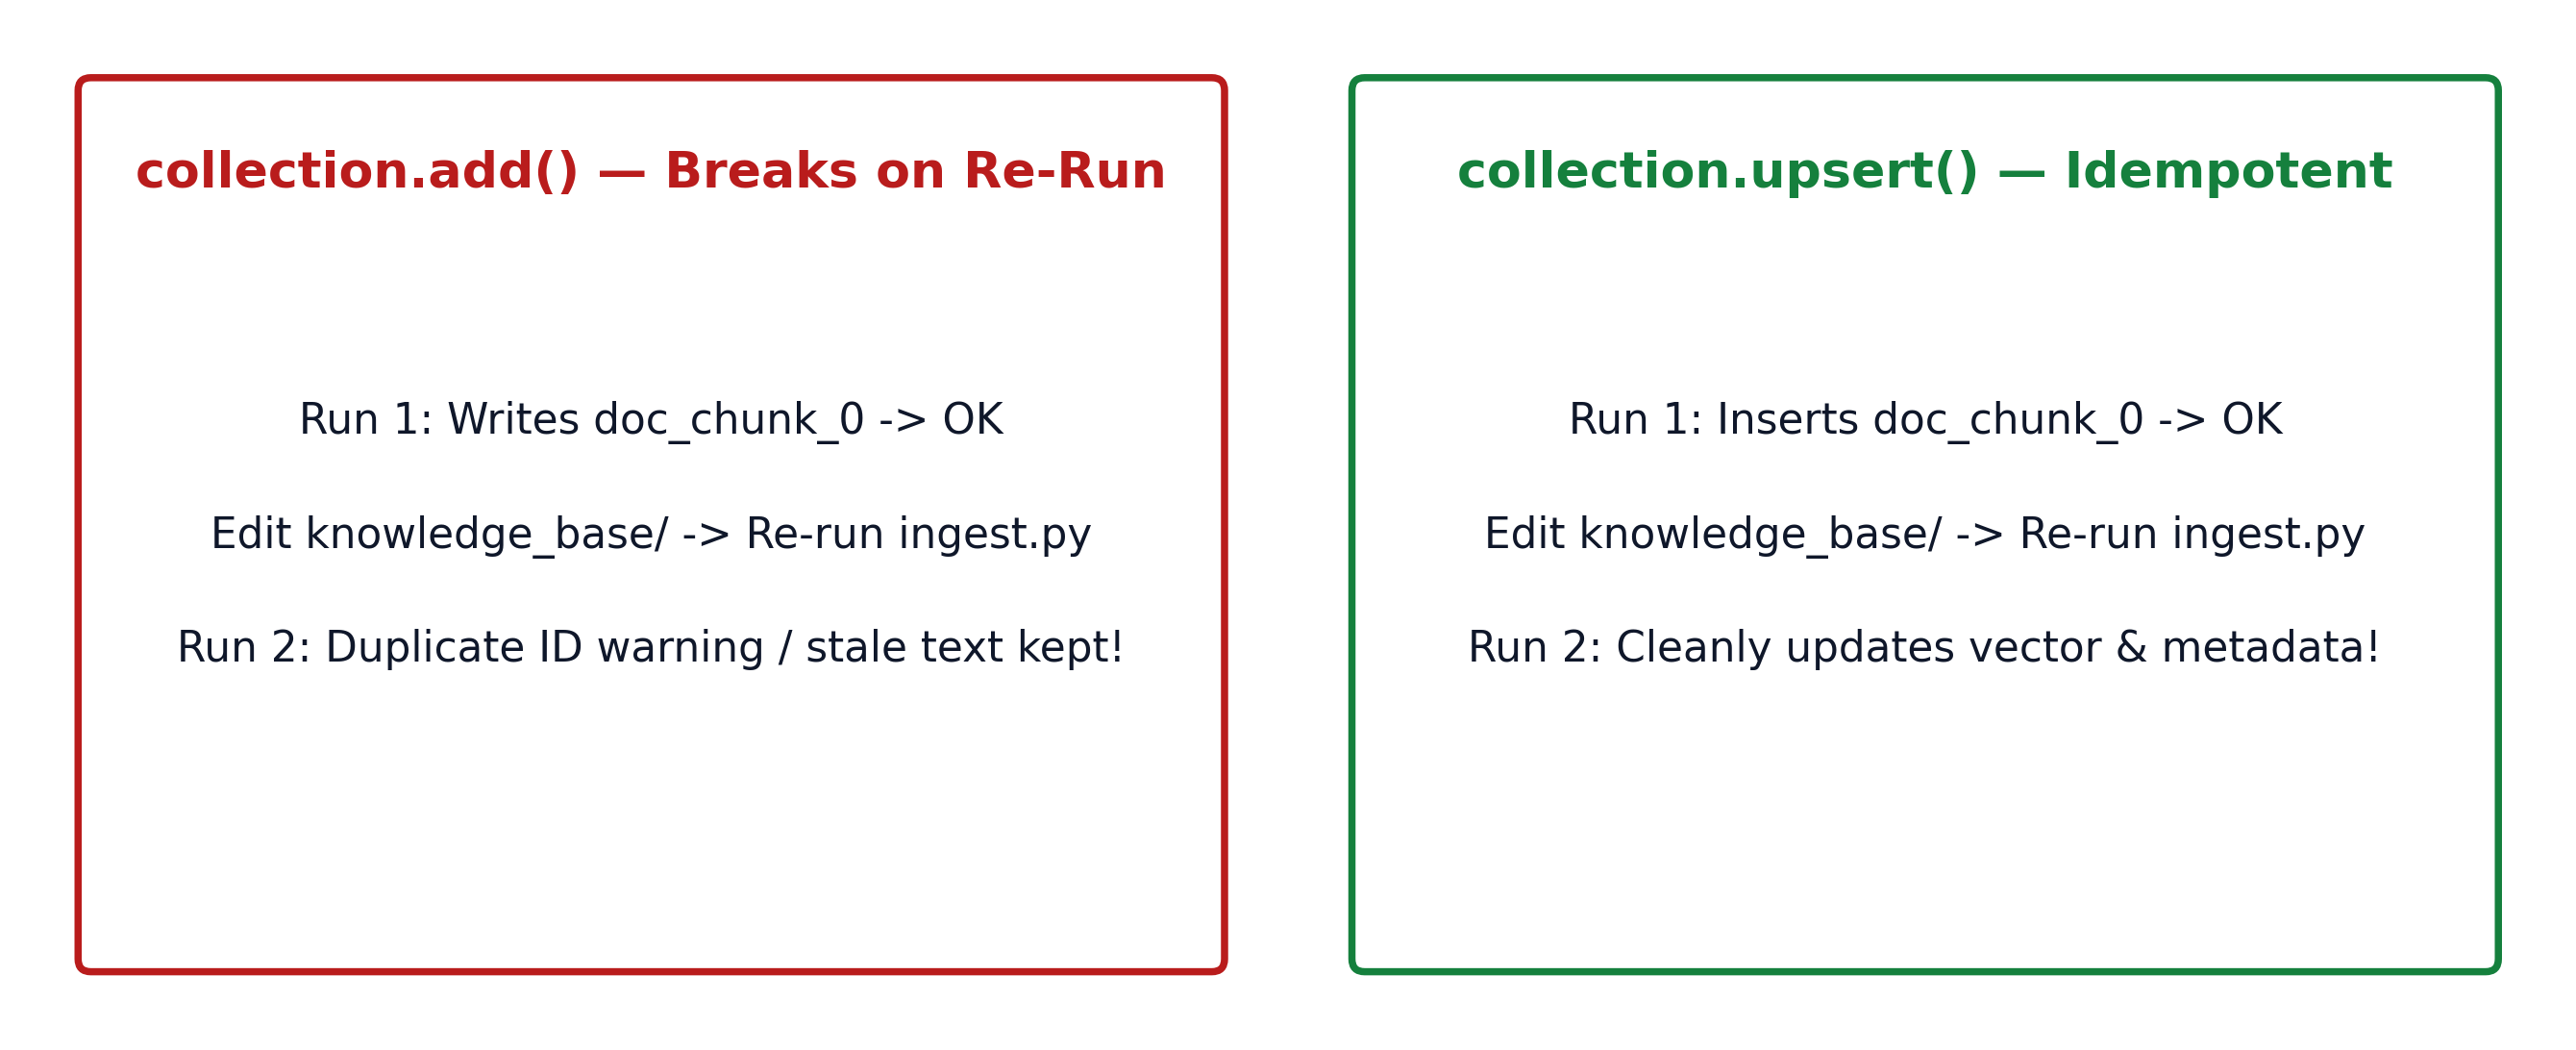 collection.add() — Breaks on Re-Run
Run 1: Writes doc_chunk_0 -> OK
Edit knowledge_base/ -> Re-run ingest.py
Run 2: Duplicate ID warning / stale text kept!
collection.upsert() — Idempotent
Run 1: Inserts doc_chunk_0 -> OK
Edit knowledge_base/ -> Re-run ingest.py
Run 2: Cleanly updates vector & metadata!